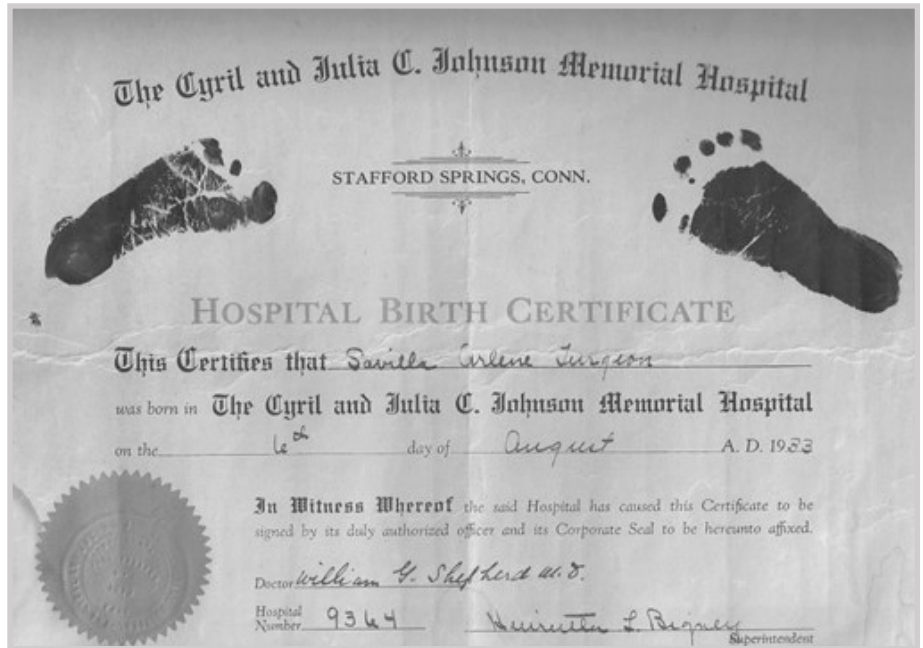 The Cyril and Julia C. Johnson Memorial Hospital
STAFFORD SPRINGS, CONN.
HOSPITAL BIRTH CERTIFICATE
This Certifies that Savilla Arlene Turgeon
was born in The Cyril and Julia C. Johnson Memorial Hospital
on the 6th day of August A. D. 1933
In Witness Whereof the said Hospital has caused this Certificate to be
signed by its duly authorized officer and its Corporate Seal to be hereunto affixed.
Doctor William G. Shepherd M.D.
Hospital
Number 9364 Henrietta L. Bigney
Superintendent